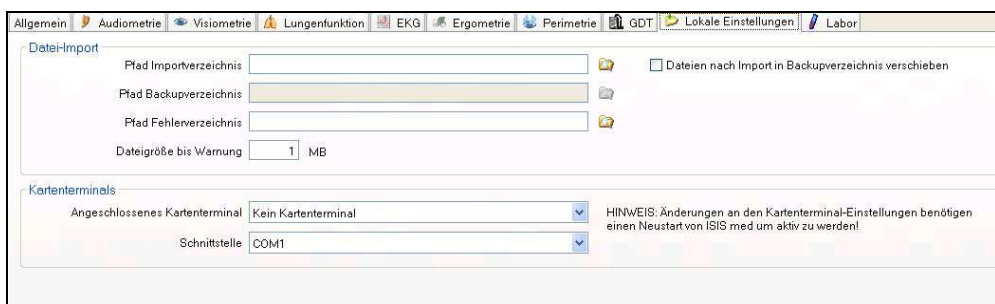 Allgemein Audiometrie Visiometrie Lungenfunktion EKG Ergometrie Perimetrie GDT Lokale Einstellungen Labor
Datei-Import
Pfad Importverzeichnis
Dateien nach Import in Backupverzeichnis verschieben
Pfad Backupverzeichnis
Pfad Fehlerverzeichnis
Dateigröße bis Warnung 1 MB
Kartenterminals
Angeschlossenes Kartenterminal Kein Kartenterminal
Schnittstelle COM1
HINWEIS: Änderungen an den Kartenterminal-Einstellungen benötigen
einen Neustart von ISIS med um aktiv zu werden!